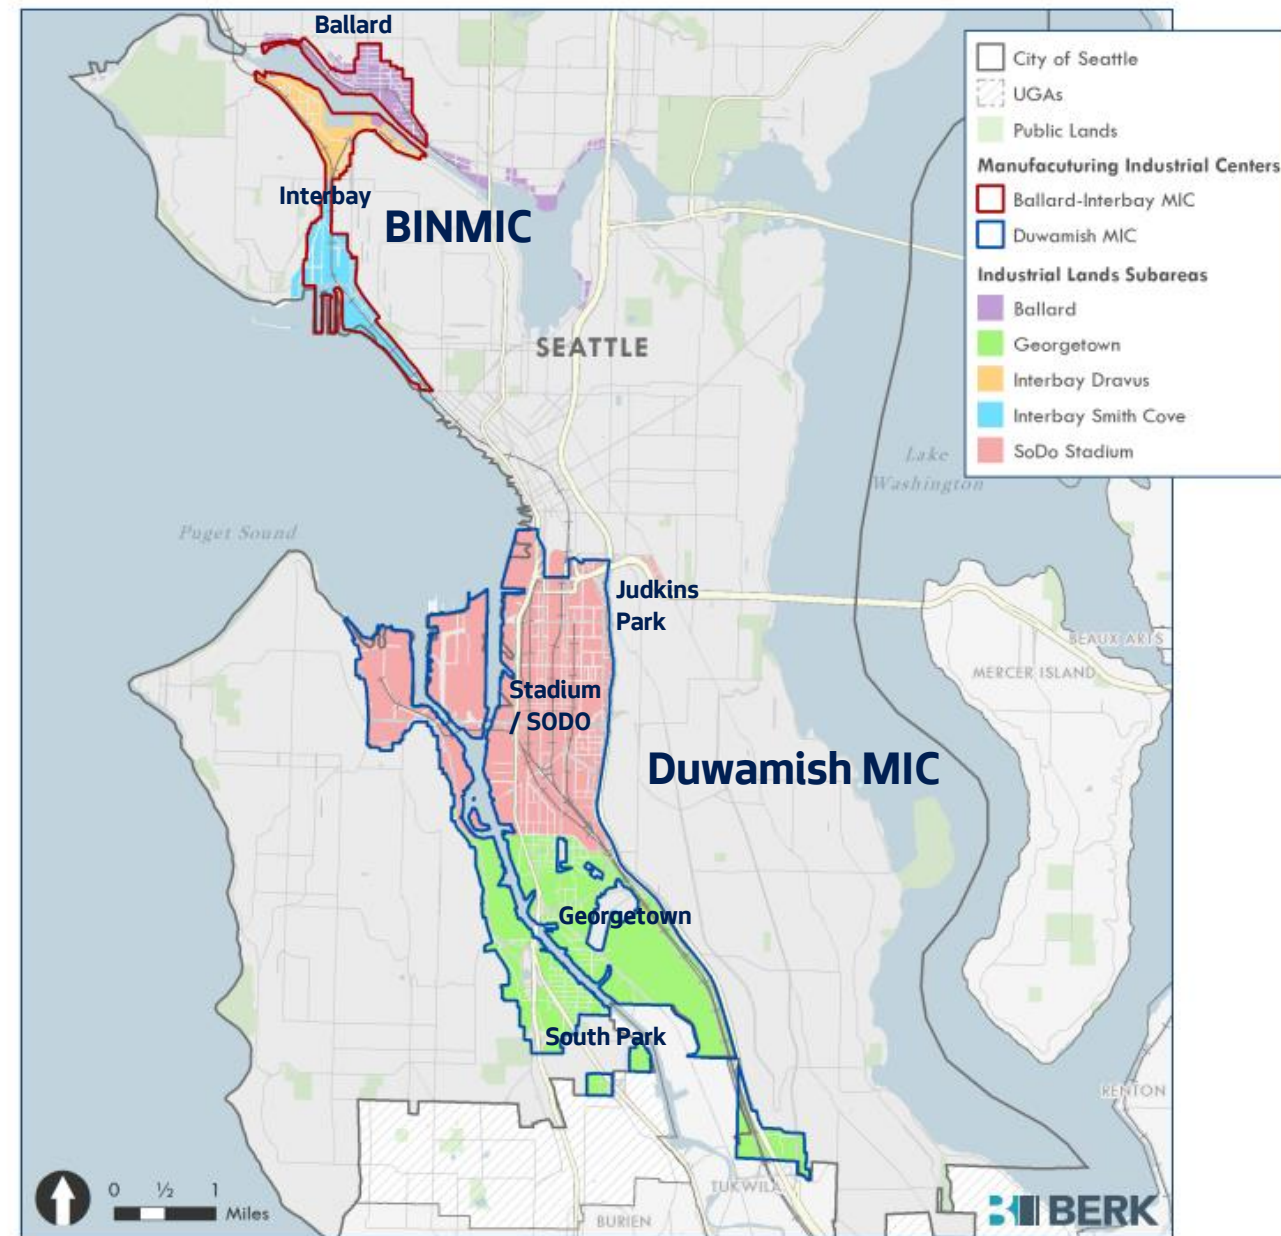 Ballard
Interbay
BINMIC
SEATTLE
Puget Sound
Lake
Washington
Judkins
Park
Stadium
/ SODO
Duwamish MIC
Georgetown
South Park
BEAUX ARTS
MERCER ISLAND
RENTON
TUKWILA
BURIEN
0 ½ 1
Miles
BERK
City of Seattle
UGAs
Public Lands
Manufacuturing Industrial Centers
Ballard-Interbay MIC
Duwamish MIC
Industrial Lands Subareas
Ballard
Georgetown
Interbay Dravus
Interbay Smith Cove
SoDo Stadium